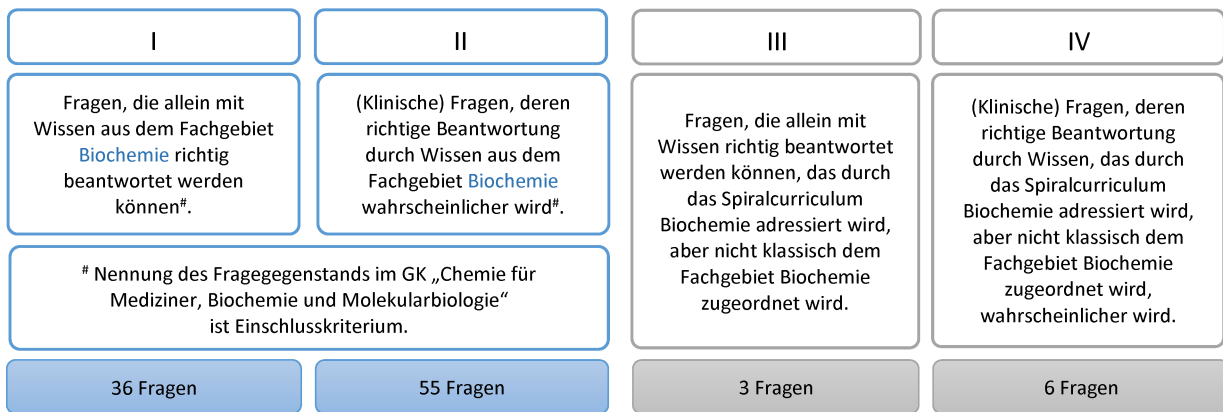 I
II
III
IV
Fragen, die allein mit
Wissen aus dem Fachgebiet
Biochemie richtig
beantwortet werden
können#.
(Klinische) Fragen, deren
richtige Beantwortung
durch Wissen aus dem
Fachgebiet Biochemie
wahrscheinlicher wird#.
# Nennung des Fragegegenstands im GK „Chemie für
Mediziner, Biochemie und Molekularbiologie“
ist Einschlusskriterium.
Fragen, die allein mit
Wissen richtig beantwortet
werden können, das durch
das Spiralcurriculum
Biochemie adressiert wird,
aber nicht klassisch dem
Fachgebiet Biochemie
zugeordnet wird.
(Klinische) Fragen, deren
richtige Beantwortung
durch Wissen, das durch
das Spiralcurriculum
Biochemie adressiert wird,
aber nicht klassisch dem
Fachgebiet Biochemie
zugeordnet wird,
wahrscheinlicher wird.
36 Fragen
55 Fragen
3 Fragen
6 Fragen